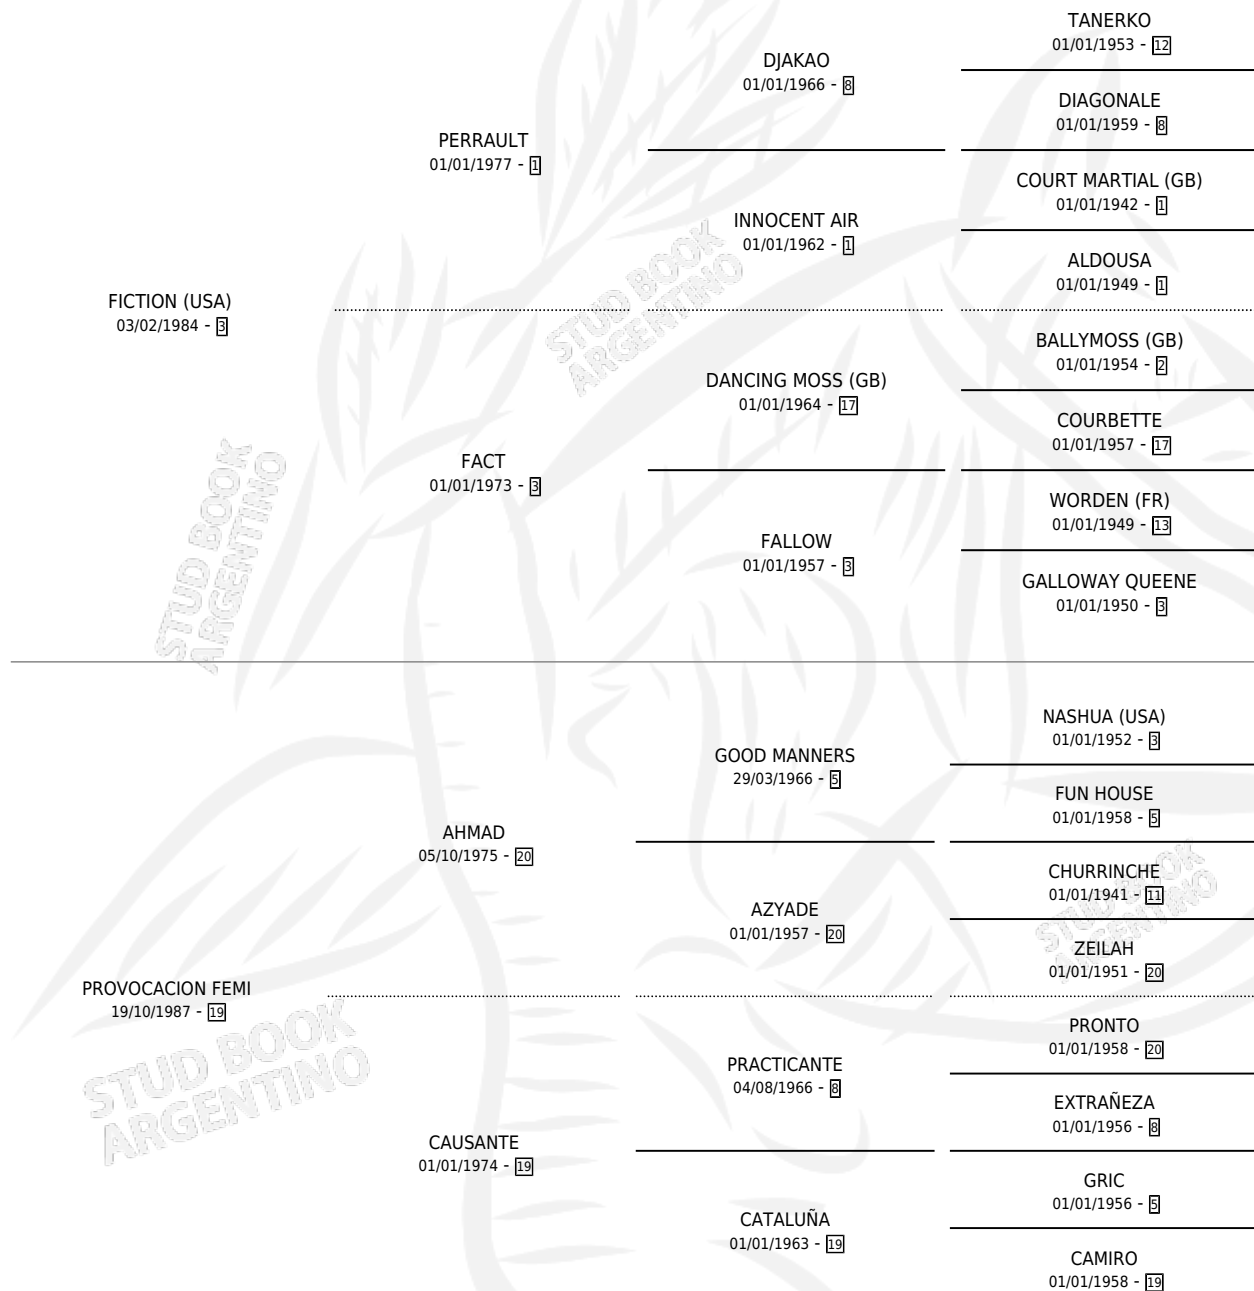 TANERKO
01/01/1953 - 12
DJAKAO
01/01/1966 - 8
DIAGONALE
01/01/1959 - 8
PERRAULT
01/01/1977 - 1
COURT MARTIAL (GB)
01/01/1942 - 1
INNOCENT AIR
01/01/1962 - 1
ALDOUSA
01/01/1949 - 1
FICTION (USA)
03/02/1984 - 3
BALLYMOSS (GB)
01/01/1954 - 2
DANCING MOSS (GB)
01/01/1964 - 17
COURBETTE
01/01/1957 - 17
FACT
01/01/1973 - 3
WORDEN (FR)
01/01/1949 - 13
FALLOW
01/01/1957 - 3
GALLOWAY QUEENE
01/01/1950 - 3
NASHUA (USA)
01/01/1952 - 3
GOOD MANNERS
29/03/1966 - 5
FUN HOUSE
01/01/1958 - 5
AHMAD
05/10/1975 - 20
CHURRINCHE
01/01/1941 - 11
AZYADE
01/01/1957 - 20
ZEILAH
01/01/1951 - 20
PROVOCACION FEMI
19/10/1987 - 19
PRONTO
01/01/1958 - 20
PRACTICANTE
04/08/1966 - 8
EXTRAÑEZA
01/01/1956 - 8
CAUSANTE
01/01/1974 - 19
GRIC
01/01/1956 - 5
CATALUÑA
01/01/1963 - 19
CAMIRO
01/01/1958 - 19
STUD BOOK
ARGENTINO
STUD BOOK
ARGENTINO
STUD BOOK
ARGENTINO
STUD BOOK
ARGENTINO